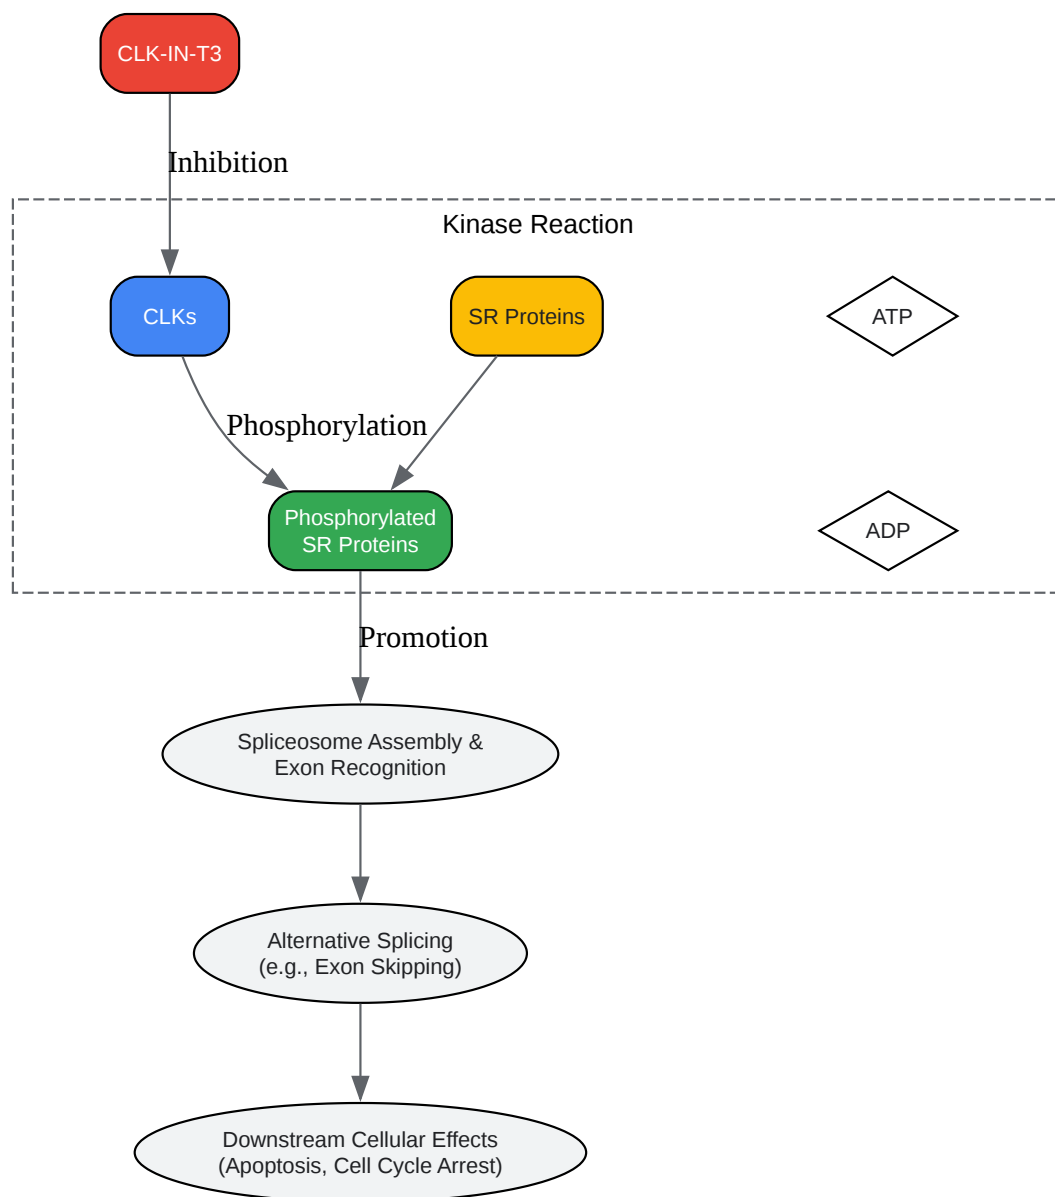 CLK-IN-T3
Inhibition
Kinase Reaction
CLKs
SR Proteins
ATP
Phosphorylation
Phosphorylated
SR Proteins
ADP
Promotion
Spliceosome Assembly &
Exon Recognition
Alternative Splicing
(e.g., Exon Skipping)
Downstream Cellular Effects
(Apoptosis, Cell Cycle Arrest)